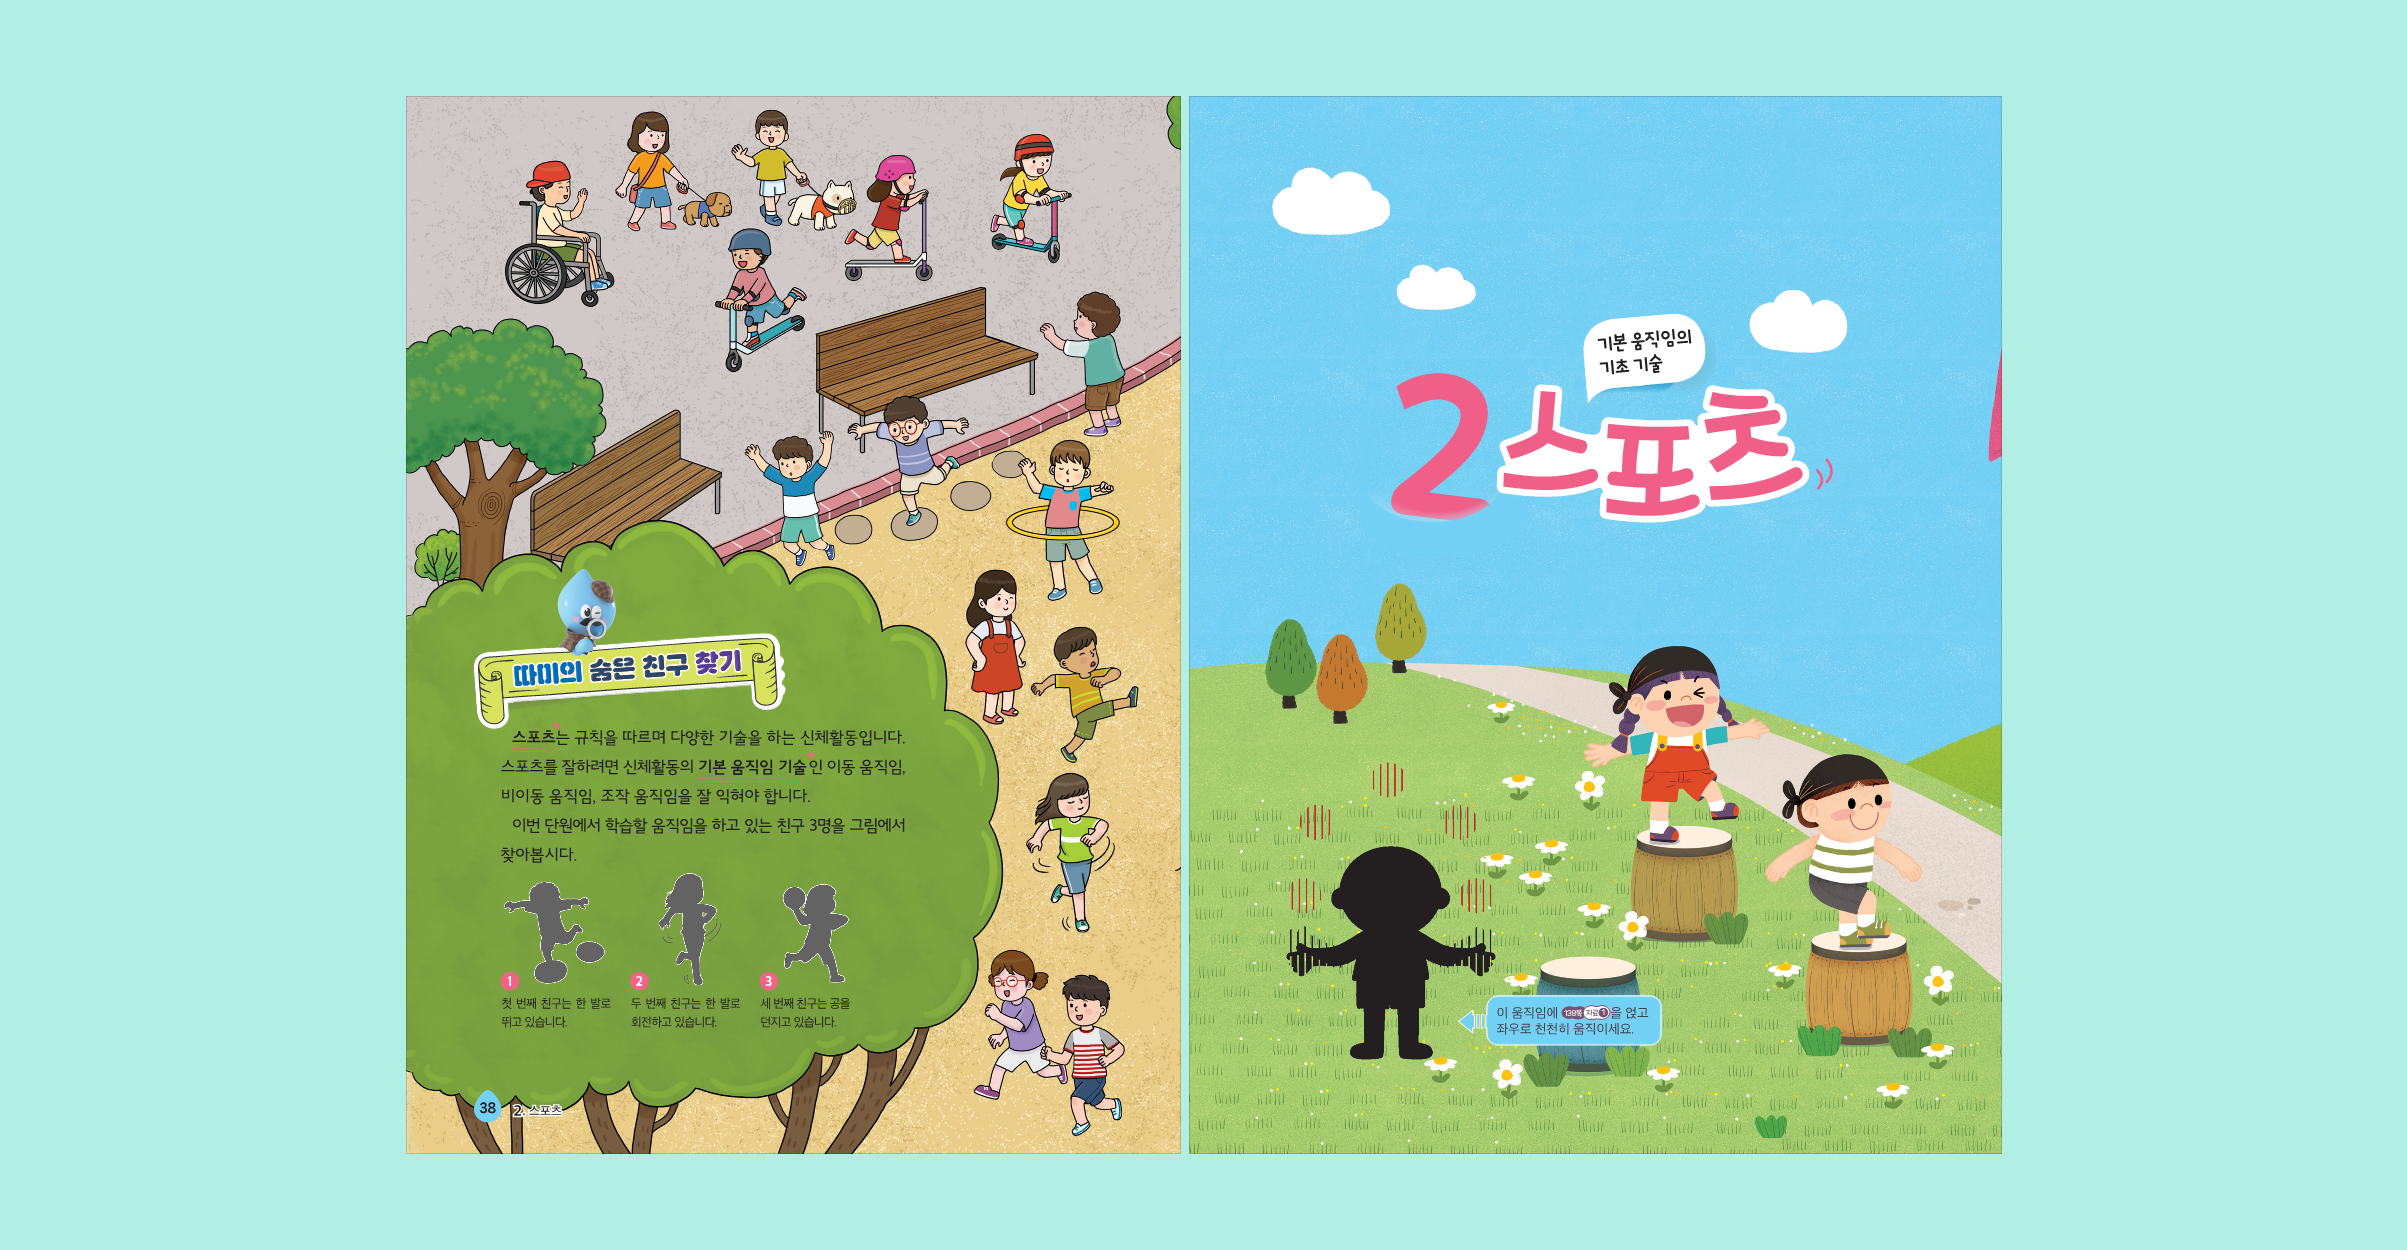 따미의 숨은 친구 찾기
스포츠는 규칙을 따르며 다양한 기술을 하는 신체활동입니다.
스포츠를 잘하려면 신체활동의 기본 움직임 기술인 이동 움직임,
비이동 움직임, 조작 움직임을 잘 익혀야 합니다.
이번 단원에서 학습할 움직임을 하고 있는 친구 3명을 그림에서
찾아봅시다.
1
첫 번째 친구는 한 발로
뛰고 있습니다.
2
두 번째 친구는 한 발로
회전하고 있습니다.
3
세 번째 친구는 공을
던지고 있습니다.
38
2. 스포츠
기본 움직임의
기초 기술
2 스포츠
이 움직임에 138쪽 자료 1 을 얹고
좌우로 천천히 움직이세요.